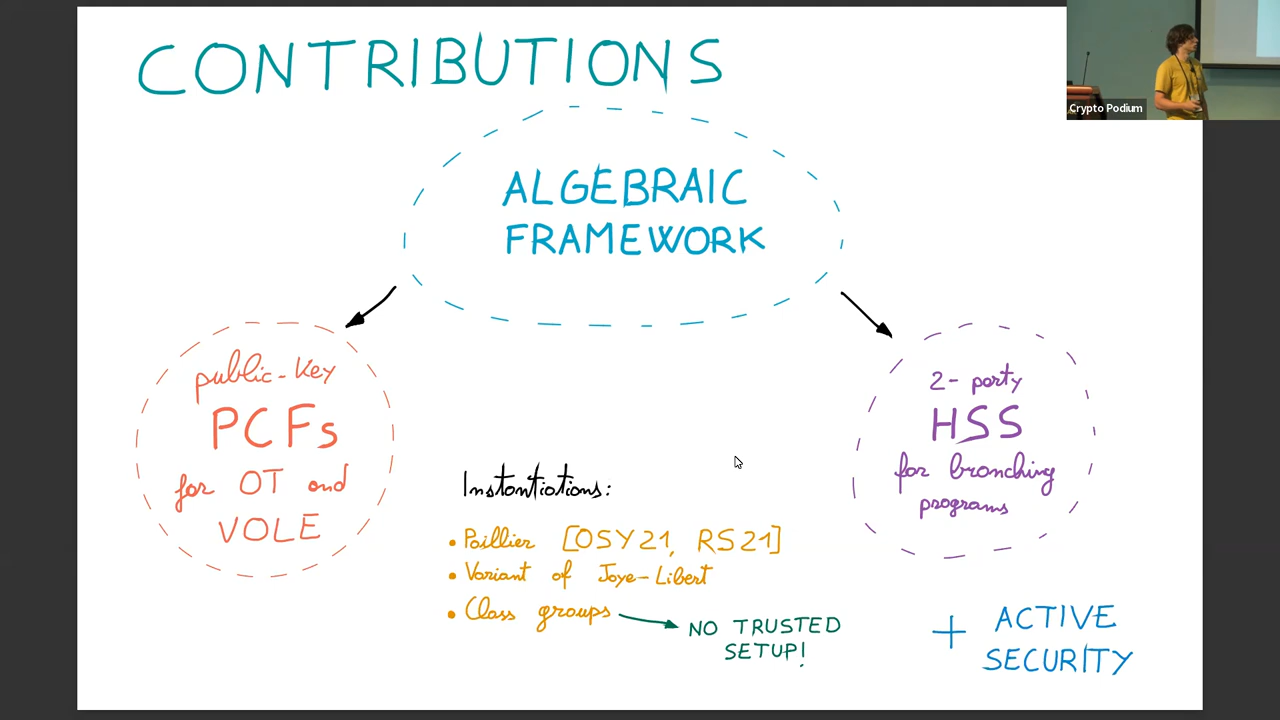 CONTRIBUTIONS
Crypto Podium
ALGEBRAIC
FRAMEWORK
public-key
PCFs
for OT and
VOLE
2-party
HSS
for branching
programs
Instantiations:
• Paillier [OSY21, RS21]
• Variant of Joye-Libert
• Class groups
NO TRUSTED
SETUP!
+ ACTIVE
SECURITY